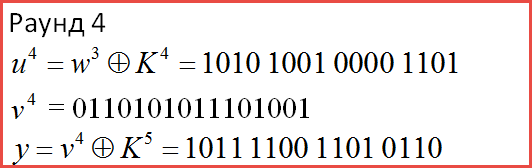 Раунд 4
u⁴ = w³ ⊕ K⁴ = 1010 1001 0000 1101
v⁴ = 0110101011101001
y = v⁴ ⊕ K⁵ = 1011 1100 1101 0110